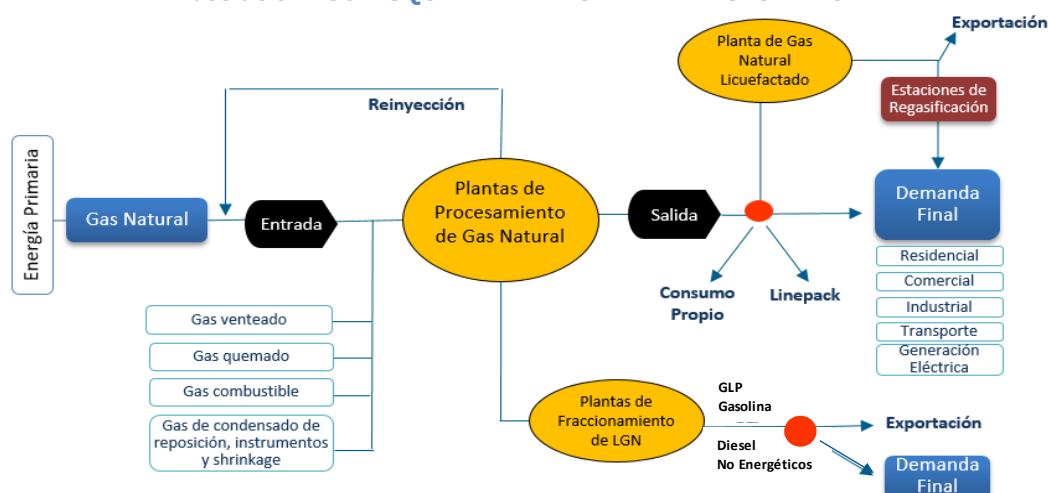 Exportación
Planta de Gas
Natural
Licuefactado
Estaciones de
Regasificación
Reinyección
Energía Primaria
Gas Natural
Entrada
Plantas de
Procesamiento
de Gas Natural
Salida
Demanda
Final
Residencial
Comercial
Industrial
Transporte
Generación
Eléctrica
Consumo
Propio
Linepack
Gas venteado
Gas quemado
Gas combustible
Gas de condensado de
reposición, instrumentos
y shrinkage
Plantas de
Fraccionamiento
de LGN
GLP
Gasolina
Diesel
No Energéticos
Exportación
Demanda
Final